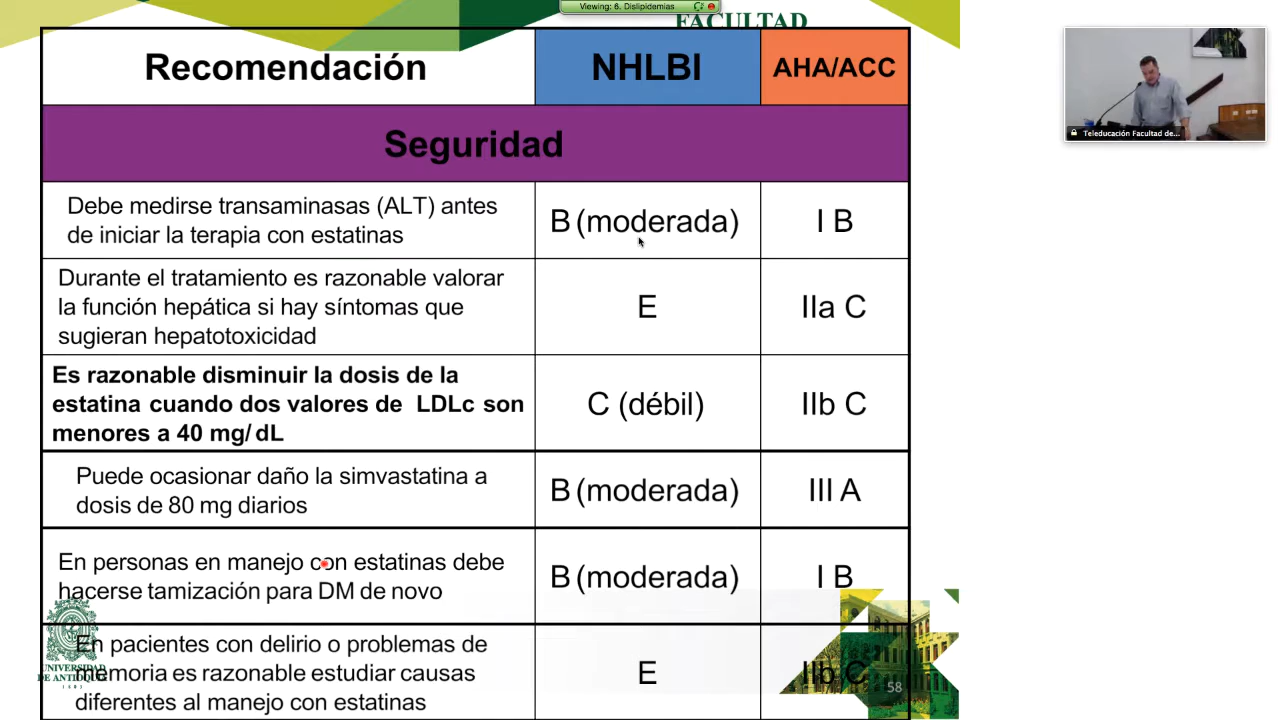 Viewing: 6. Dislipidemias
FACULTAD
Recomendación NHLBI AHA/ACC
Seguridad
Debe medirse transaminasas (ALT) antes
de iniciar la terapia con estatinas
B (moderada) I B
Durante el tratamiento es razonable valorar
la función hepática si hay síntomas que
sugieran hepatotoxicidad
E IIa C
Es razonable disminuir la dosis de la
estatina cuando dos valores de LDLc son
menores a 40 mg/ dL
C (débil) IIb C
Puede ocasionar daño la simvastatina a
dosis de 80 mg diarios
B (moderada) III A
En personas en manejo con estatinas debe
hacerse tamización para DM de novo
B (moderada) I B
En pacientes con delirio o problemas de
memoria es razonable estudiar causas
diferentes al manejo con estatinas
E IIb C
UNIVERSIDAD
DE ANTIOQUIA
1803
58
Teleducación Facultad de...